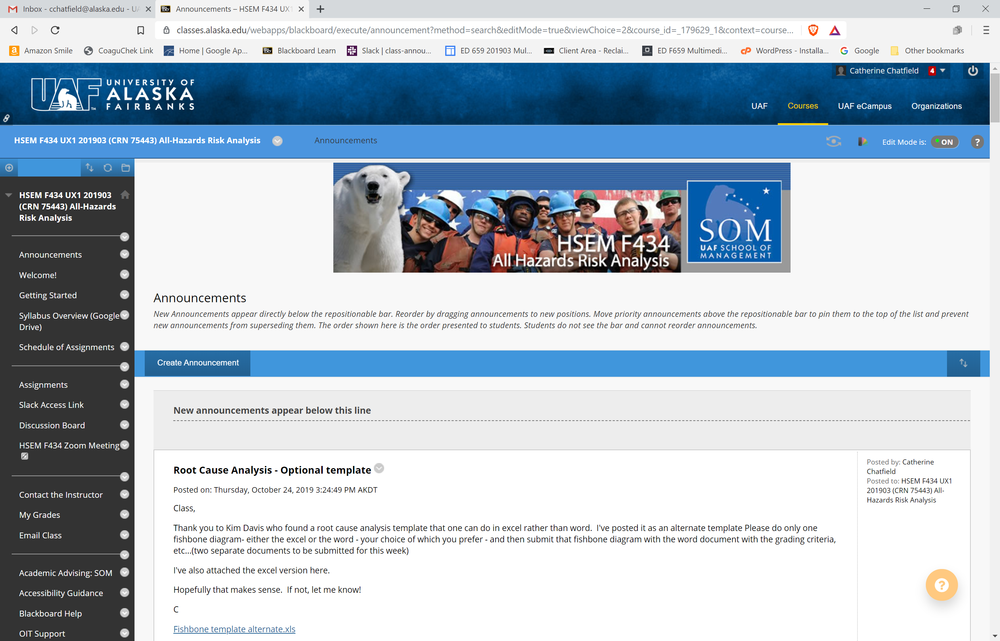 Inbox - cchatfield@alaska.edu - UA
Announcements – HSEM F434 UX1
classes.alaska.edu/webapps/blackboard/execute/announcement?method=search&editMode=true&viewChoice=2&course_id=_179629_1&context=course...
Amazon Smile
CoaguChek Link
Home | Google Ap...
Bb
Blackboard Learn
Slack | class-annou...
ED 659 201903 Mul...
Client Area - Reclai...
ED F659 Multimedi...
WordPress - Installa...
Google
Other bookmarks
UAF
UNIVERSITY OF
ALASKA
FAIRBANKS
Catherine Chatfield 4
UAF
Courses
UAF eCampus
Organizations
HSEM F434 UX1 201903 (CRN 75443) All-Hazards Risk Analysis
Announcements
Edit Mode is: ON
?
HSEM F434 UX1 201903
(CRN 75443) All-Hazards
Risk Analysis
Announcements
Welcome!
Getting Started
Syllabus Overview (Google
Drive)
Schedule of Assignments
Assignments
Slack Access Link
Discussion Board
HSEM F434 Zoom Meeting
Contact the Instructor
My Grades
Email Class
Academic Advising: SOM
Accessibility Guidance
Blackboard Help
OIT Support
HSEM F434
All Hazards Risk Analysis
SOM
UAF SCHOOL OF
MANAGEMENT
Announcements
New Announcements appear directly below the repositionable bar. Reorder by dragging announcements to new positions. Move priority announcements above the repositionable bar to pin them to the top of the list and prevent
new announcements from superseding them. The order shown here is the order presented to students. Students do not see the bar and cannot reorder announcements.
Create Announcement
New announcements appear below this line
Root Cause Analysis - Optional template
Posted on: Thursday, October 24, 2019 3:24:49 PM AKDT
Class,
Thank you to Kim Davis who found a root cause analysis template that one can do in excel rather than word.  I've posted it as an alternate template Please do only one
fishbone diagram- either the excel or the word - your choice of which you prefer - and then submit that fishbone diagram with the word document with the grading criteria,
etc...(two separate documents to be submitted for this week)
I've also attached the excel version here.
Hopefully that makes sense.  If not, let me know!
C
Fishbone template alternate.xls
Posted by: Catherine
Chatfield
Posted to: HSEM F434 UX1
201903 (CRN 75443) All-
Hazards Risk Analysis
?